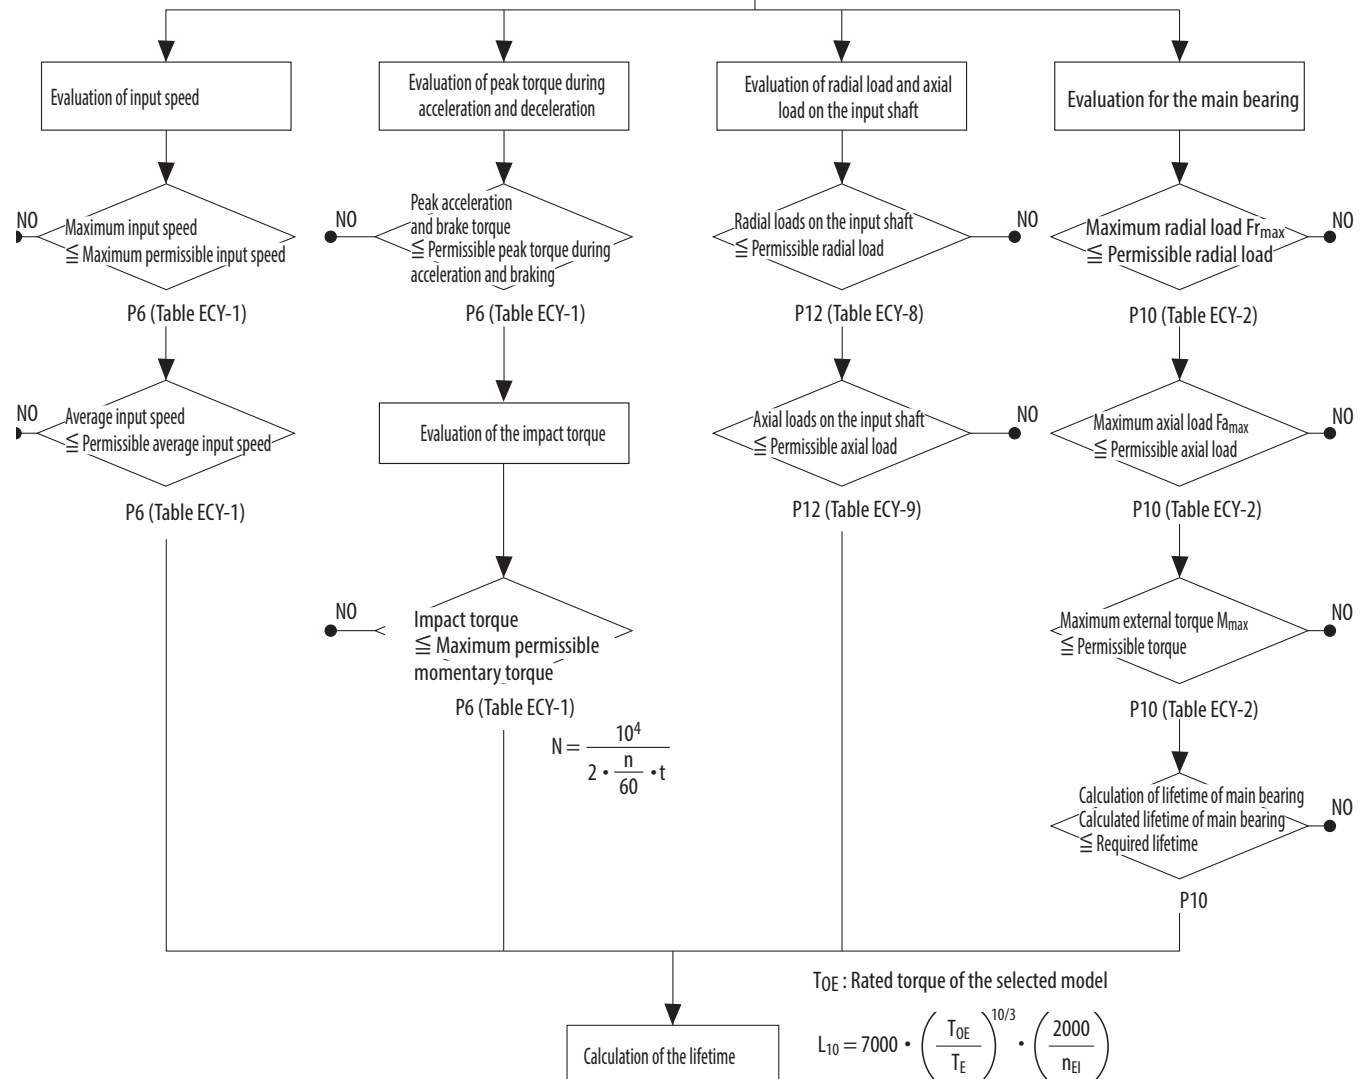 Evaluation of input speed
Evaluation of peak torque during
acceleration and deceleration
Evaluation of radial load and axial
load on the input shaft
Evaluation for the main bearing
NO
Maximum input speed
≦ Maximum permissible input speed
P6 (Table ECY-1)
NO
Peak acceleration
and brake torque
≦ Permissible peak torque during
acceleration and braking
P6 (Table ECY-1)
Radial loads on the input shaft
≦ Permissible radial load
NO
P12 (Table ECY-8)
Maximum radial load Frmax
≦ Permissible radial load
NO
P10 (Table ECY-2)
NO
Average input speed
≦ Permissible average input speed
P6 (Table ECY-1)
Evaluation of the impact torque
Axial loads on the input shaft
≦ Permissible axial load
NO
P12 (Table ECY-9)
Maximum axial load Famax
≦ Permissible axial load
NO
P10 (Table ECY-2)
NO
Impact torque
≦ Maximum permissible
momentary torque
P6 (Table ECY-1)
N = 10⁴ / (2 • n/60 • t)
Maximum external torque Mmax
≦ Permissible torque
NO
P10 (Table ECY-2)
Calculation of lifetime of main bearing
Calculated lifetime of main bearing
≦ Required lifetime
NO
P10
TOE : Rated torque of the selected model
Calculation of the lifetime
L10 = 7000 • (TOE / TE)^10/3 • (2000 / nEI)